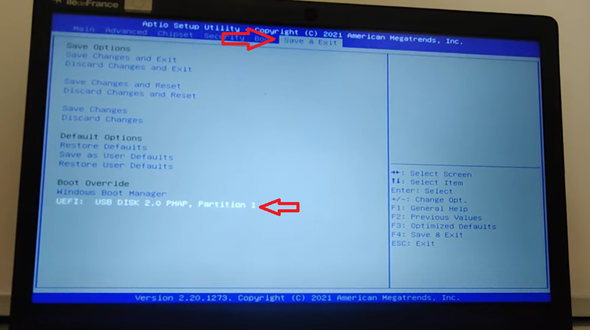 îledeFrance
Aptio Setup Utility - Copyright (C) 2021 American Megatrends, Inc.
Main Advanced Chipset Security Boot Save & Exit
Save Options
Save Changes and Exit
Discard Changes and Exit
Save Changes and Reset
Discard Changes and Reset
Save Changes
Discard Changes
Default Options
Restore Defaults
Save as User Defaults
Restore User Defaults
Boot Override
Windows Boot Manager
UEFI: USB DISK 2.0 PMAP, Partition 1
→←: Select Screen
↑↓: Select Item
Enter: Select
+/-: Change Opt.
F1: General Help
F2: Previous Values
F3: Optimized Defaults
F4: Save & Exit
ESC: Exit
Version 2.20.1273. Copyright (C) 2021 American Megatrends, Inc.